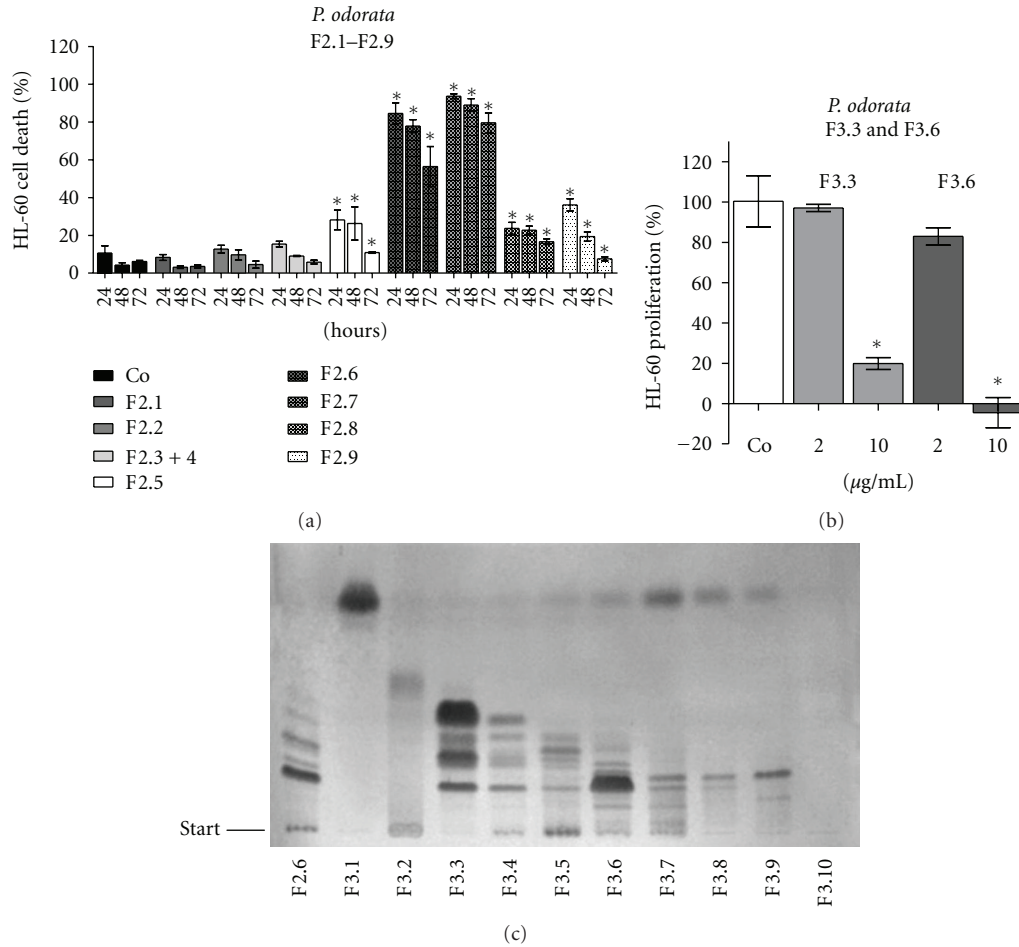 P. odorata
F2.1–F2.9
HL-60 cell death (%)
120
100
80
60
40
20
0
* * * * * * * * * * * * * * *
24 48 72 24 48 72 24 48 72 24 48 72 24 48 72 24 48 72 24 48 72 24 48 72 24 48 72
(hours)
Co
F2.1
F2.2
F2.3 + 4
F2.5
F2.6
F2.7
F2.8
F2.9
(a)
P. odorata
F3.3 and F3.6
HL-60 proliferation (%)
120
100
80
60
40
20
0
−20
F3.3 F3.6
* *
Co 2 10 2 10
(μg/mL)
(b)
Start
F2.6 F3.1 F3.2 F3.3 F3.4 F3.5 F3.6 F3.7 F3.8 F3.9 F3.10
(c)